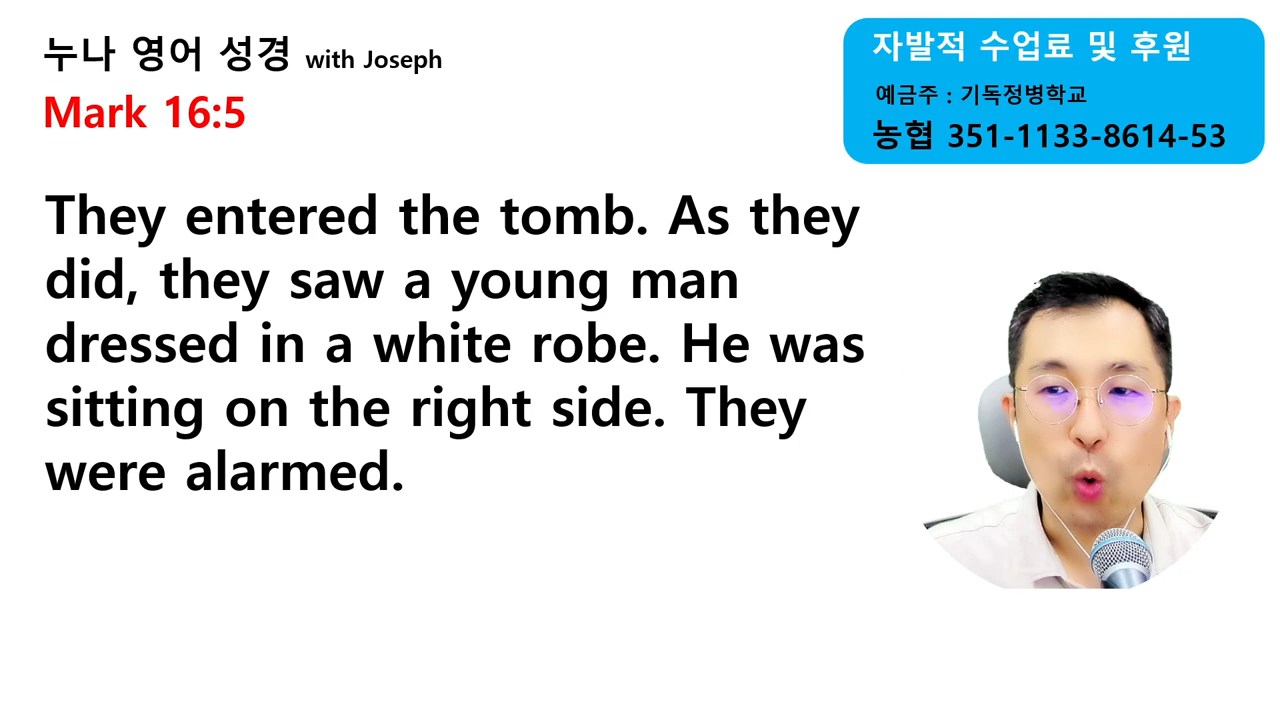 누나 영어 성경 with Joseph
Mark 16:5
자발적 수업료 및 후원
예금주 : 기독정병학교
농협 351-1133-8614-53
They entered the tomb. As they
did, they saw a young man
dressed in a white robe. He was
sitting on the right side. They
were alarmed.